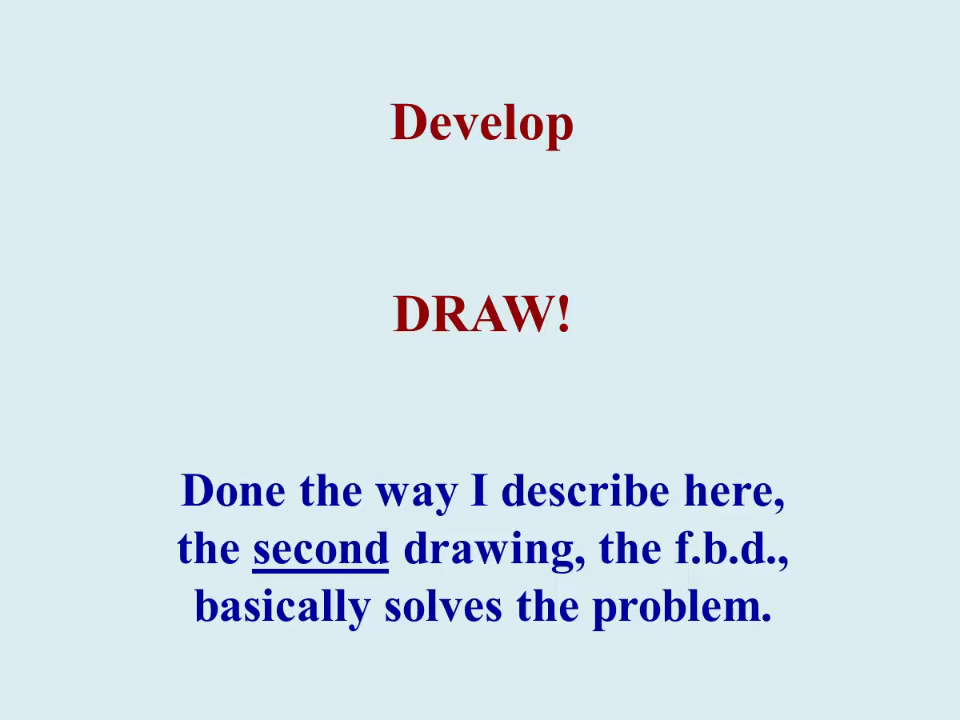 Develop
DRAW!
Done the way I describe here,
the second drawing, the f.b.d.,
basically solves the problem.